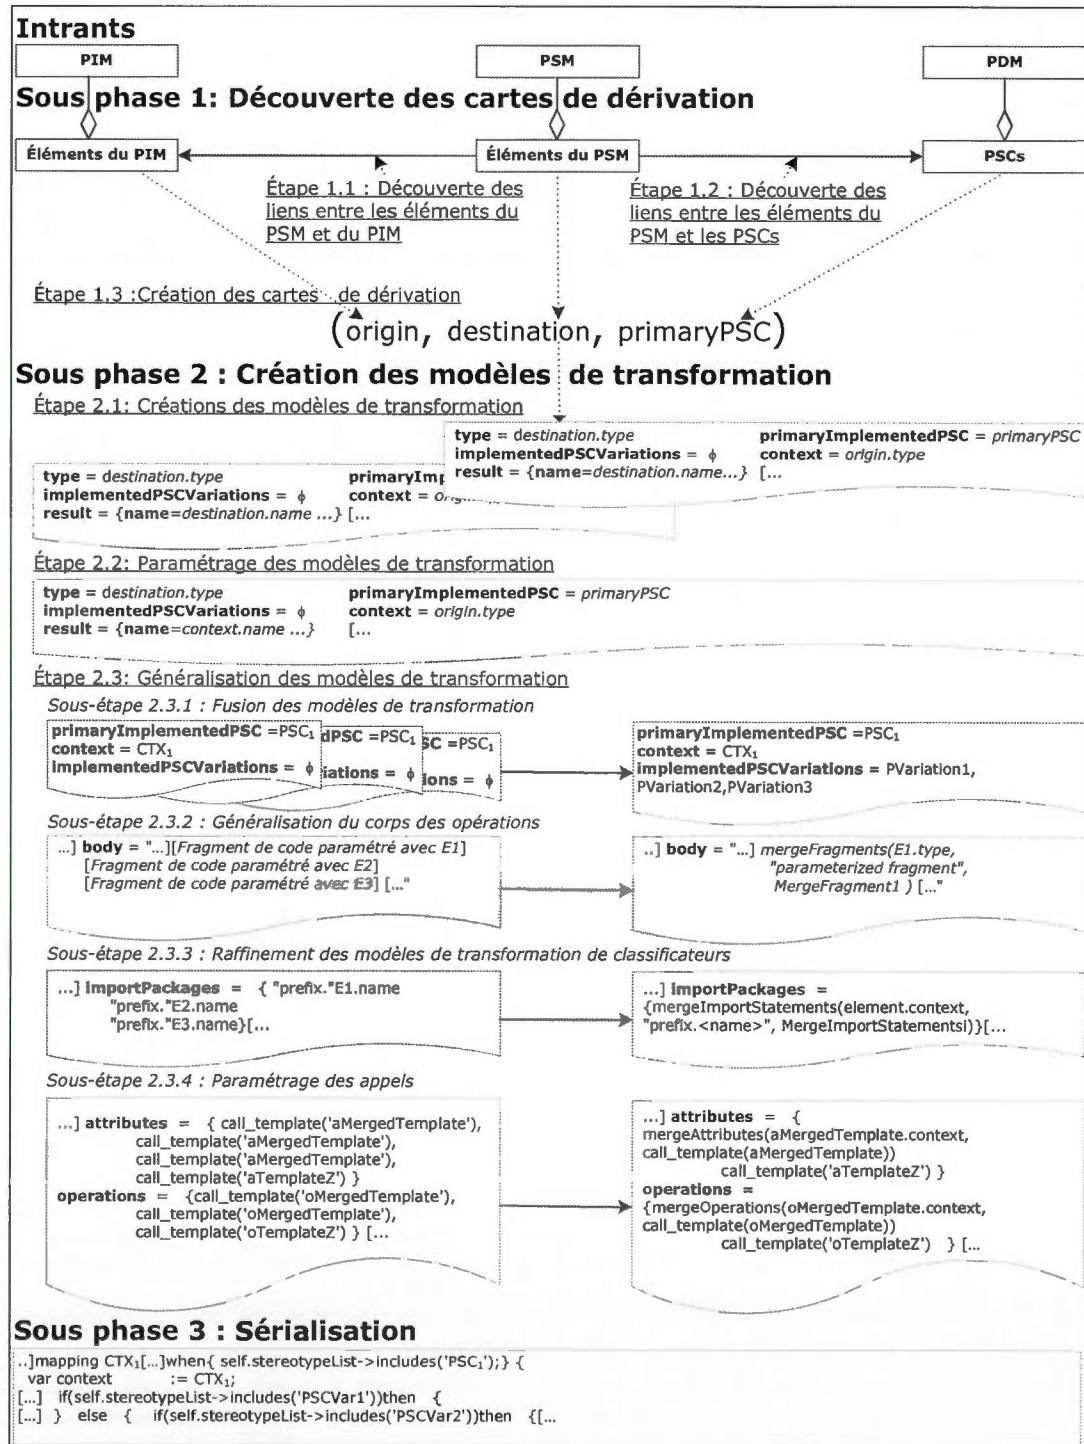 Intrants
PIM
PSM
PDM
Sous phase 1: Découverte des cartes de dérivation
Éléments du PIM
Éléments du PSM
PSCs
Étape 1.1 : Découverte des
liens entre les éléments du
PSM et du PIM
Étape 1.2 : Découverte des
liens entre les éléments du
PSM et les PSCs
Étape 1.3 :Création des cartes de dérivation
(origin, destination, primaryPSC)
Sous phase 2 : Création des modèles de transformation
Étape 2.1: Créations des modèles de transformation
type = destination.type primaryImplementedPSC = primaryPSC
implementedPSCVariations = ϕ context = origin.type
result = {name=destination.name...} [...
type = destination.type primaryImp
implementedPSCVariations = ϕ context = orig
result = {name=destination.name ...} [...
Étape 2.2: Paramétrage des modèles de transformation
type = destination.type primaryImplementedPSC = primaryPSC
implementedPSCVariations = ϕ context = origin.type
result = {name=context.name ...} [...
Étape 2.3: Généralisation des modèles de transformation
Sous-étape 2.3.1 : Fusion des modèles de transformation
primaryImplementedPSC =PSC₁ dPSC =PSC₁ SC =PSC₁
context = CTX₁
implementedPSCVariations = ϕ iations = ϕ ions = ϕ
primaryImplementedPSC =PSC₁
context = CTX₁
implementedPSCVariations = PVariation1,
PVariation2,PVariation3
Sous-étape 2.3.2 : Généralisation du corps des opérations
...] body = "...][Fragment de code paramétré avec E1]
[Fragment de code paramétré avec E2]
[Fragment de code paramétré avec E3] [..."
..] body = "...] mergeFragments(E1.type,
"parameterized fragment",
MergeFragment1 ) [..."
Sous-étape 2.3.3 : Raffinement des modèles de transformation de classificateurs
...] importPackages = { "prefix."E1.name
"prefix."E2.name
"prefix."E3.name}[...
...] importPackages =
{mergeImportStatements(element.context,
"prefix.<name>", MergeImportStatementsi)}[...
Sous-étape 2.3.4 : Paramétrage des appels
...] attributes = { call_template('aMergedTemplate'),
call_template('aMergedTemplate'),
call_template('aMergedTemplate'),
call_template('aTemplateZ') }
operations = {call_template('oMergedTemplate'),
call_template('oMergedTemplate'),
call_template('oTemplateZ') } [...
...] attributes = {
mergeAttributes(aMergedTemplate.context,
call_template(aMergedTemplate))
call_template('aTemplateZ') }
operations =
{mergeOperations(oMergedTemplate.context,
call_template(oMergedTemplate))
call_template('oTemplateZ') } [...
Sous phase 3 : Sérialisation
..]mapping CTX₁[...]when{ self.stereotypeList->includes('PSC₁');} {
var context := CTX₁;
[...] if(self.stereotypeList->includes('PSCVar1'))then {
[...] } else { if(self.stereotypeList->includes('PSCVar2'))then {[...